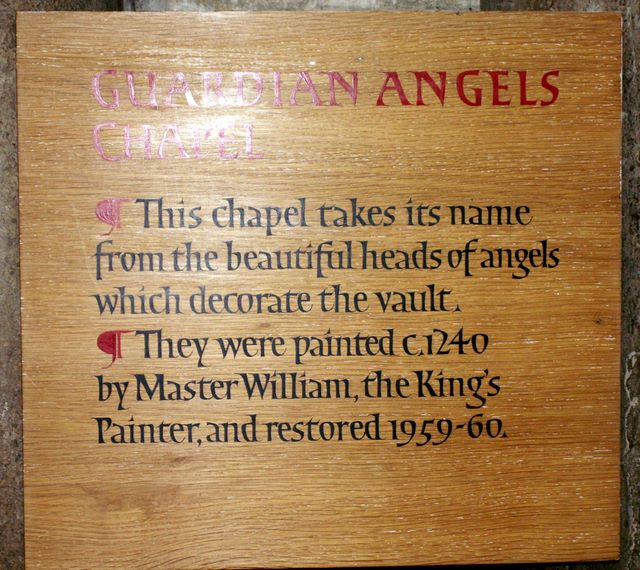 GUARDIAN ANGELS
CHAPEL
¶ This chapel takes its name
from the beautiful heads of angels
which decorate the vault.
¶ They were painted c.1240
by Master William, the King's
Painter, and restored 1959-60.